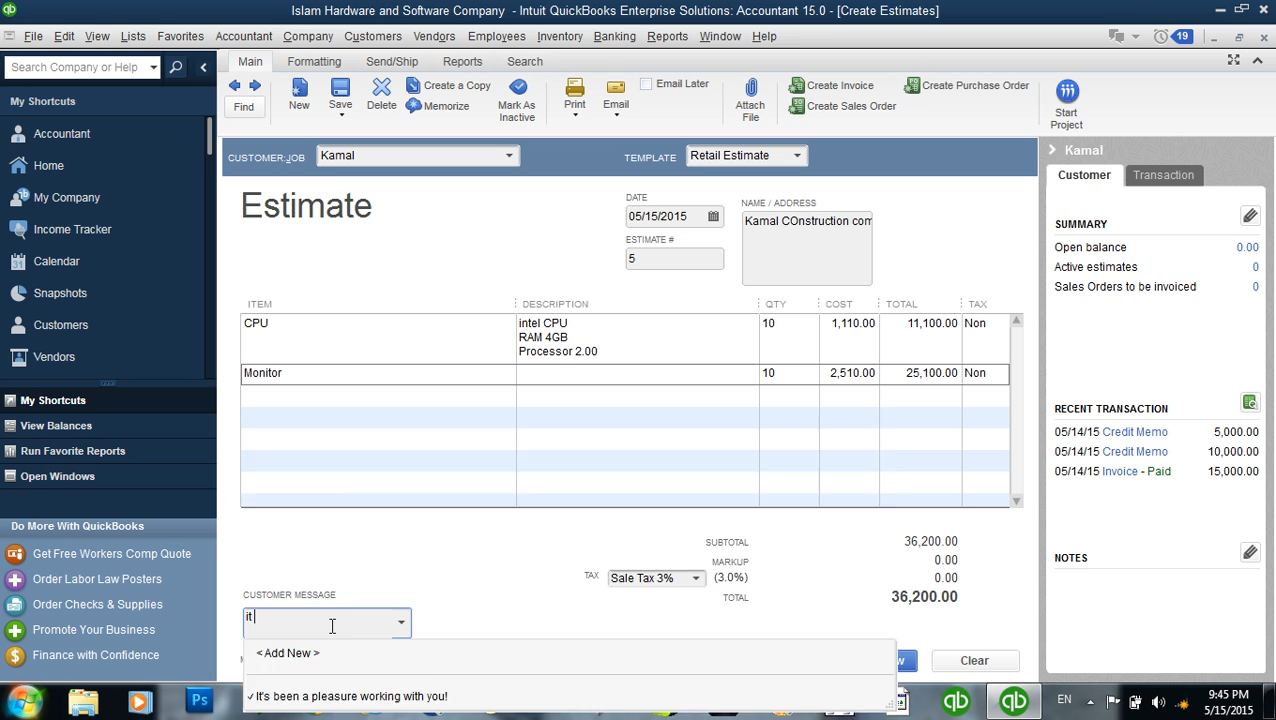 Islam Hardware and Software Company - Intuit QuickBooks Enterprise Solutions: Accountant 15.0 - [Create Estimates]
File Edit View Lists Favorites Accountant Company Customers Vendors Employees Inventory Banking Reports Window Help 19
Search Company or Help
My Shortcuts
Accountant
Home
My Company
Income Tracker
Calendar
Snapshots
Customers
Vendors
My Shortcuts
View Balances
Run Favorite Reports
Open Windows
Do More With QuickBooks
Get Free Workers Comp Quote
Order Labor Law Posters
Order Checks & Supplies
Promote Your Business
Finance with Confidence
Main Formatting Send/Ship Reports Search
Find
New
Save
Delete
Create a Copy
Memorize
Mark As
Inactive
Print
Email
Email Later
Attach
File
Create Invoice
Create Sales Order
Create Purchase Order
Start
Project
CUSTOMER:JOB Kamal TEMPLATE Retail Estimate
Estimate
DATE
05/15/2015
ESTIMATE #
5
NAME / ADDRESS
Kamal COnstruction com
ITEM DESCRIPTION QTY COST TOTAL TAX
CPU intel CPU 10 1,110.00 11,100.00 Non
RAM 4GB
Processor 2.00
Monitor 10 2,510.00 25,100.00 Non
SUBTOTAL 36,200.00
MARKUP 0.00
TAX Sale Tax 3% (3.0%) 0.00
TOTAL 36,200.00
CUSTOMER MESSAGE
it
< Add New >
✓ It's been a pleasure working with you!
Clear
Kamal
Customer Transaction
SUMMARY
Open balance 0.00
Active estimates 0
Sales Orders to be invoiced 0
RECENT TRANSACTION
05/14/15 Credit Memo 5,000.00
05/14/15 Credit Memo 10,000.00
05/14/15 Invoice - Paid 15,000.00
NOTES
Ps
qb
qb
EN
9:45 PM
5/15/2015